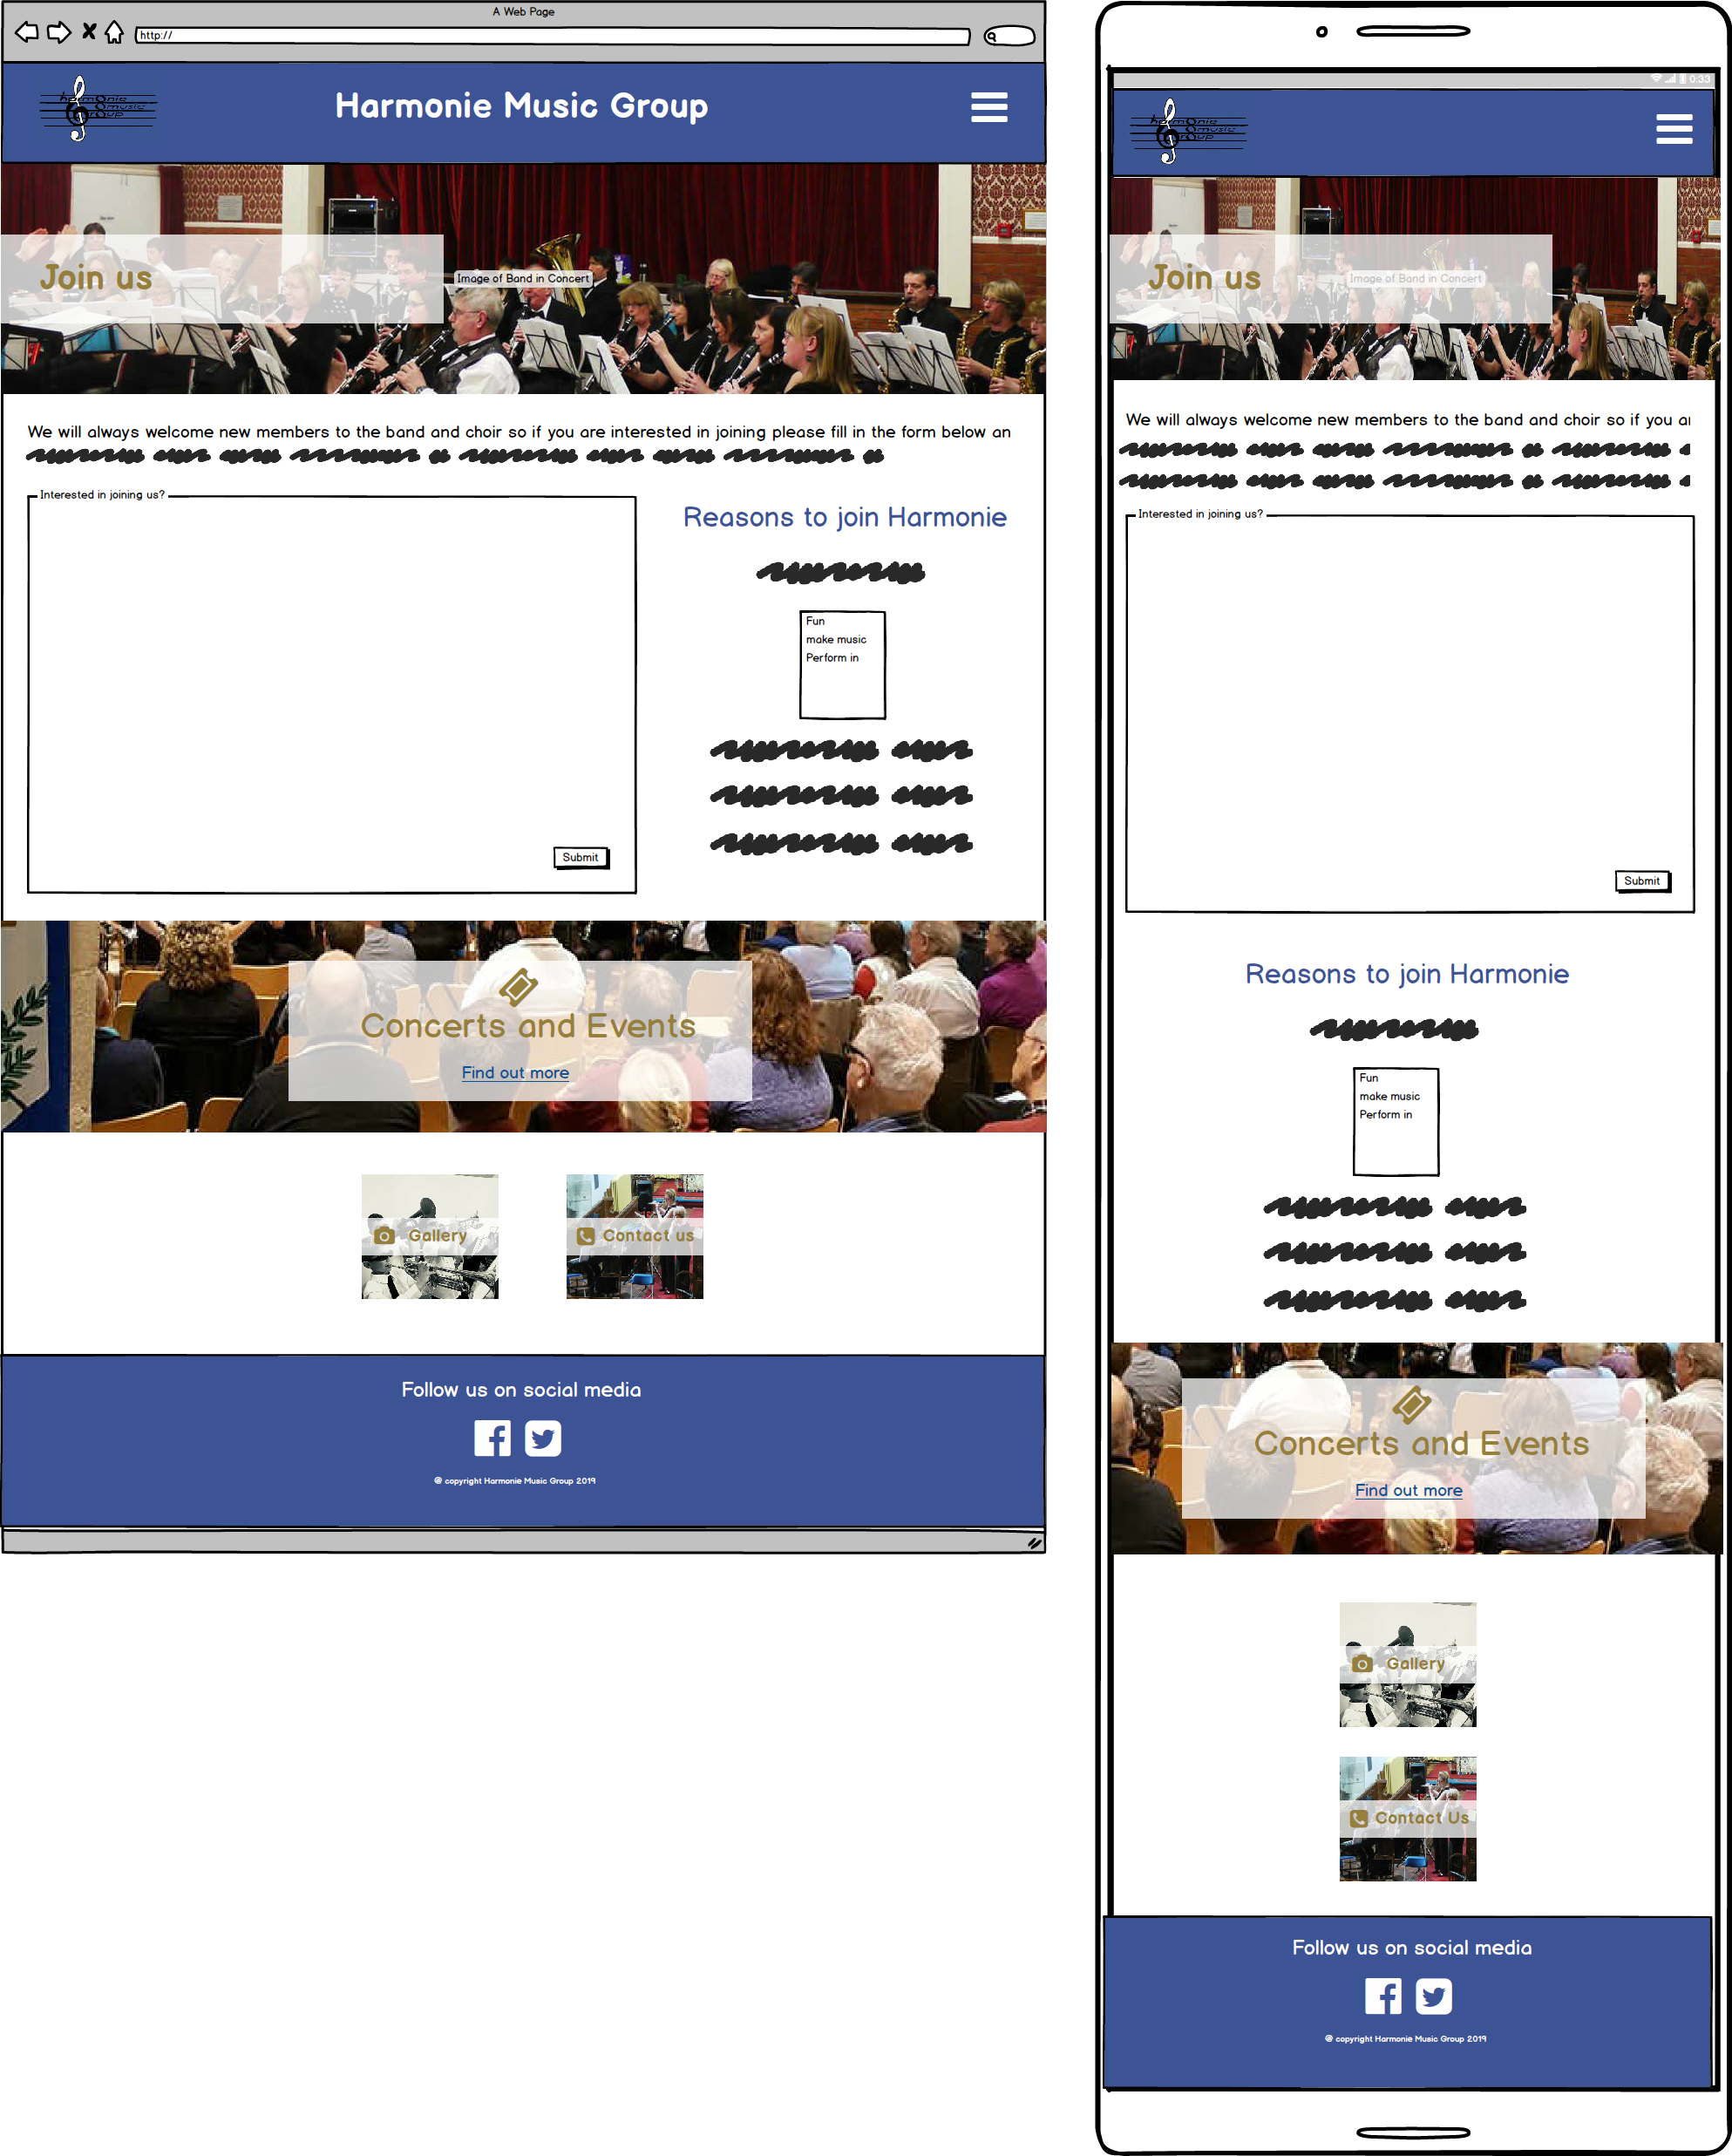 A Web Page
http://
harmonie
music
group
Harmonie Music Group
Join us
Image of Band in Concert
We will always welcome new members to the band and choir so if you are interested in joining please fill in the form below an
Interested in joining us?
Submit
Reasons to join Harmonie
Fun
make music
Perform in
Concerts and Events
Find out more
Gallery
Contact us
Follow us on social media
@ copyright Harmonie Music Group 2019
0:33
harmonie
music
group
Join us
Image of Band in Concert
We will always welcome new members to the band and choir so if you ar
Interested in joining us?
Submit
Reasons to join Harmonie
Fun
make music
Perform in
Concerts and Events
Find out more
Gallery
Contact Us
Follow us on social media
@ copyright Harmonie Music Group 2019